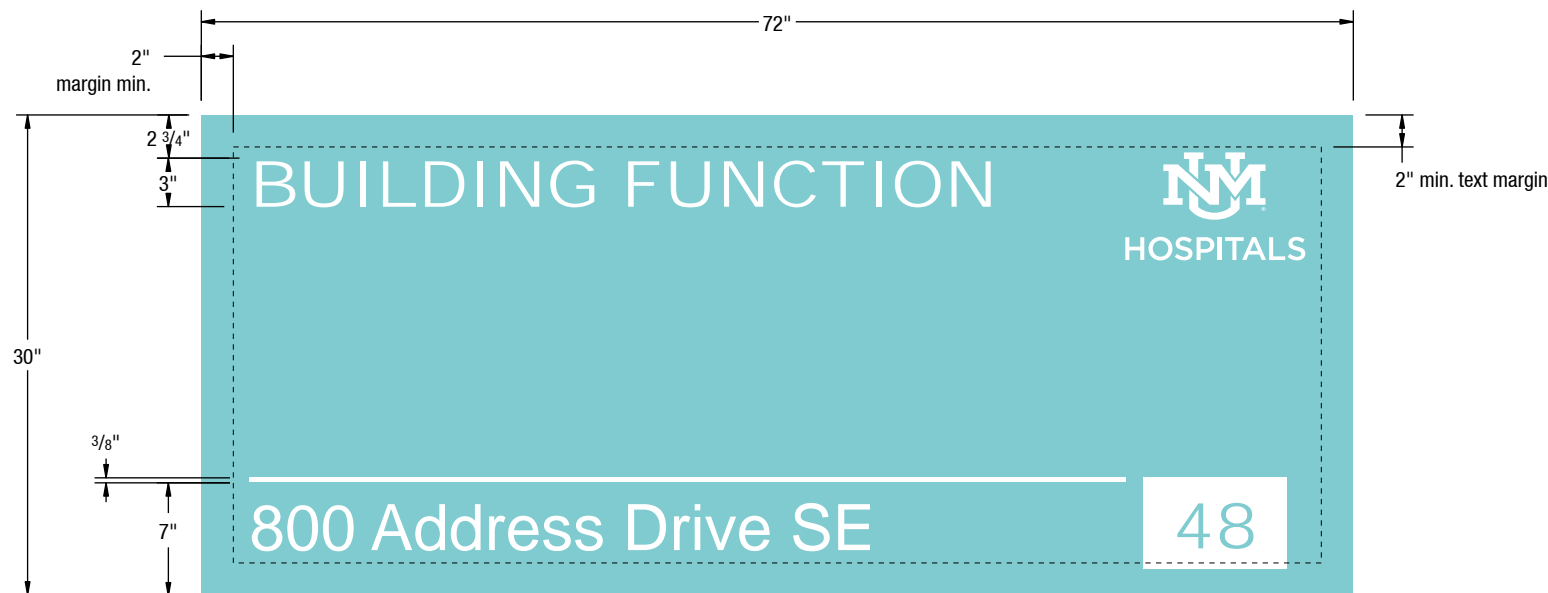 72"
2"
margin min.
2 3/4"
3"
BUILDING FUNCTION
UNM
HOSPITALS
®
2" min. text margin
30"
3/8"
7"
800 Address Drive SE
48